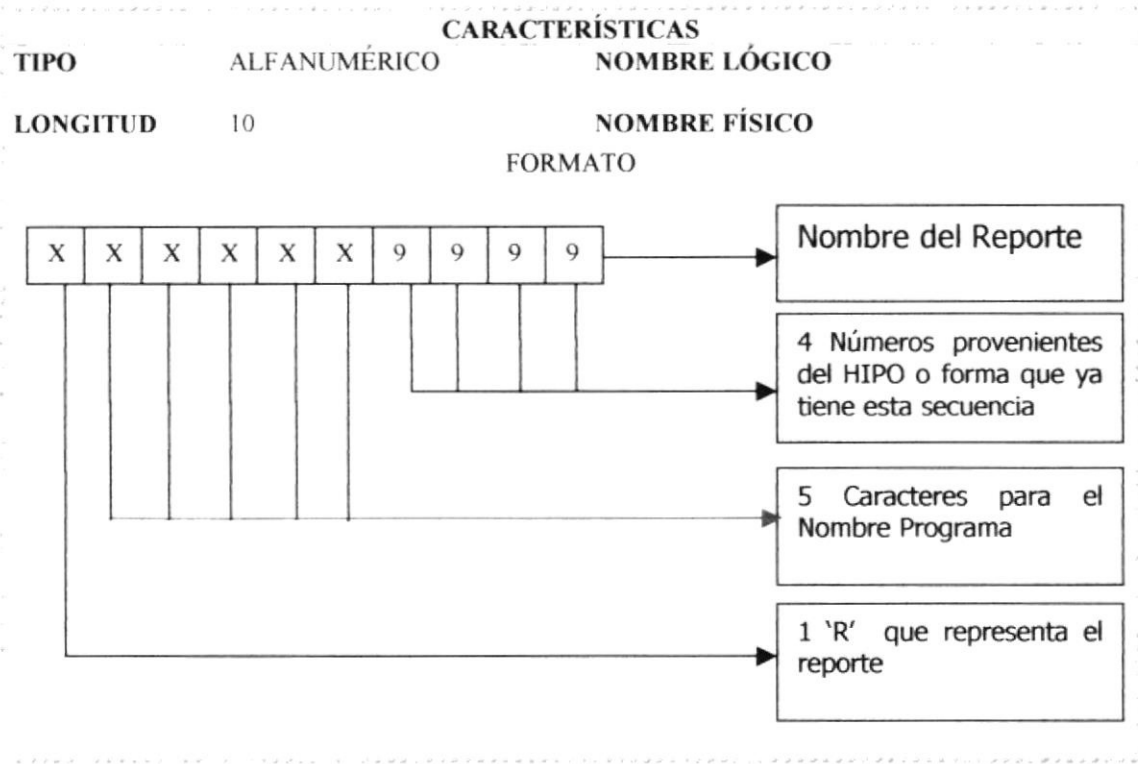 CARACTERÍSTICAS
TIPO ALFANUMÉRICO NOMBRE LÓGICO
LONGITUD 10 NOMBRE FÍSICO
FORMATO
X X X X X X 9 9 9 9
Nombre del Reporte
4 Números provenientes
del HIPO o forma que ya
tiene esta secuencia
5 Caracteres para el
Nombre Programa
1 ‘R’ que representa el
reporte